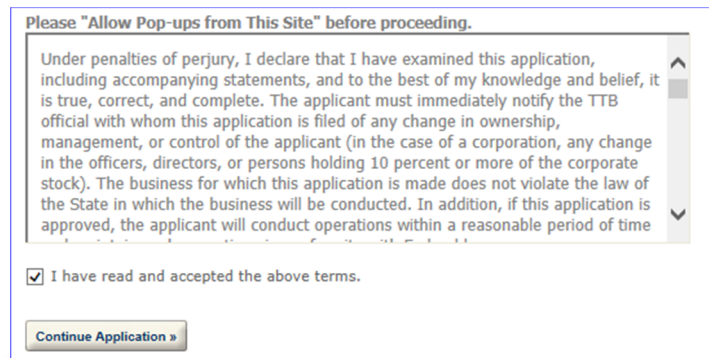 Please "Allow Pop-ups from This Site" before proceeding.
Under penalties of perjury, I declare that I have examined this application,
including accompanying statements, and to the best of my knowledge and belief, it
is true, correct, and complete. The applicant must immediately notify the TTB
official with whom this application is filed of any change in ownership,
management, or control of the applicant (in the case of a corporation, any change
in the officers, directors, or persons holding 10 percent or more of the corporate
stock). The business for which this application is made does not violate the law of
the State in which the business will be conducted. In addition, if this application is
approved, the applicant will conduct operations within a reasonable period of time
I have read and accepted the above terms.
Continue Application »